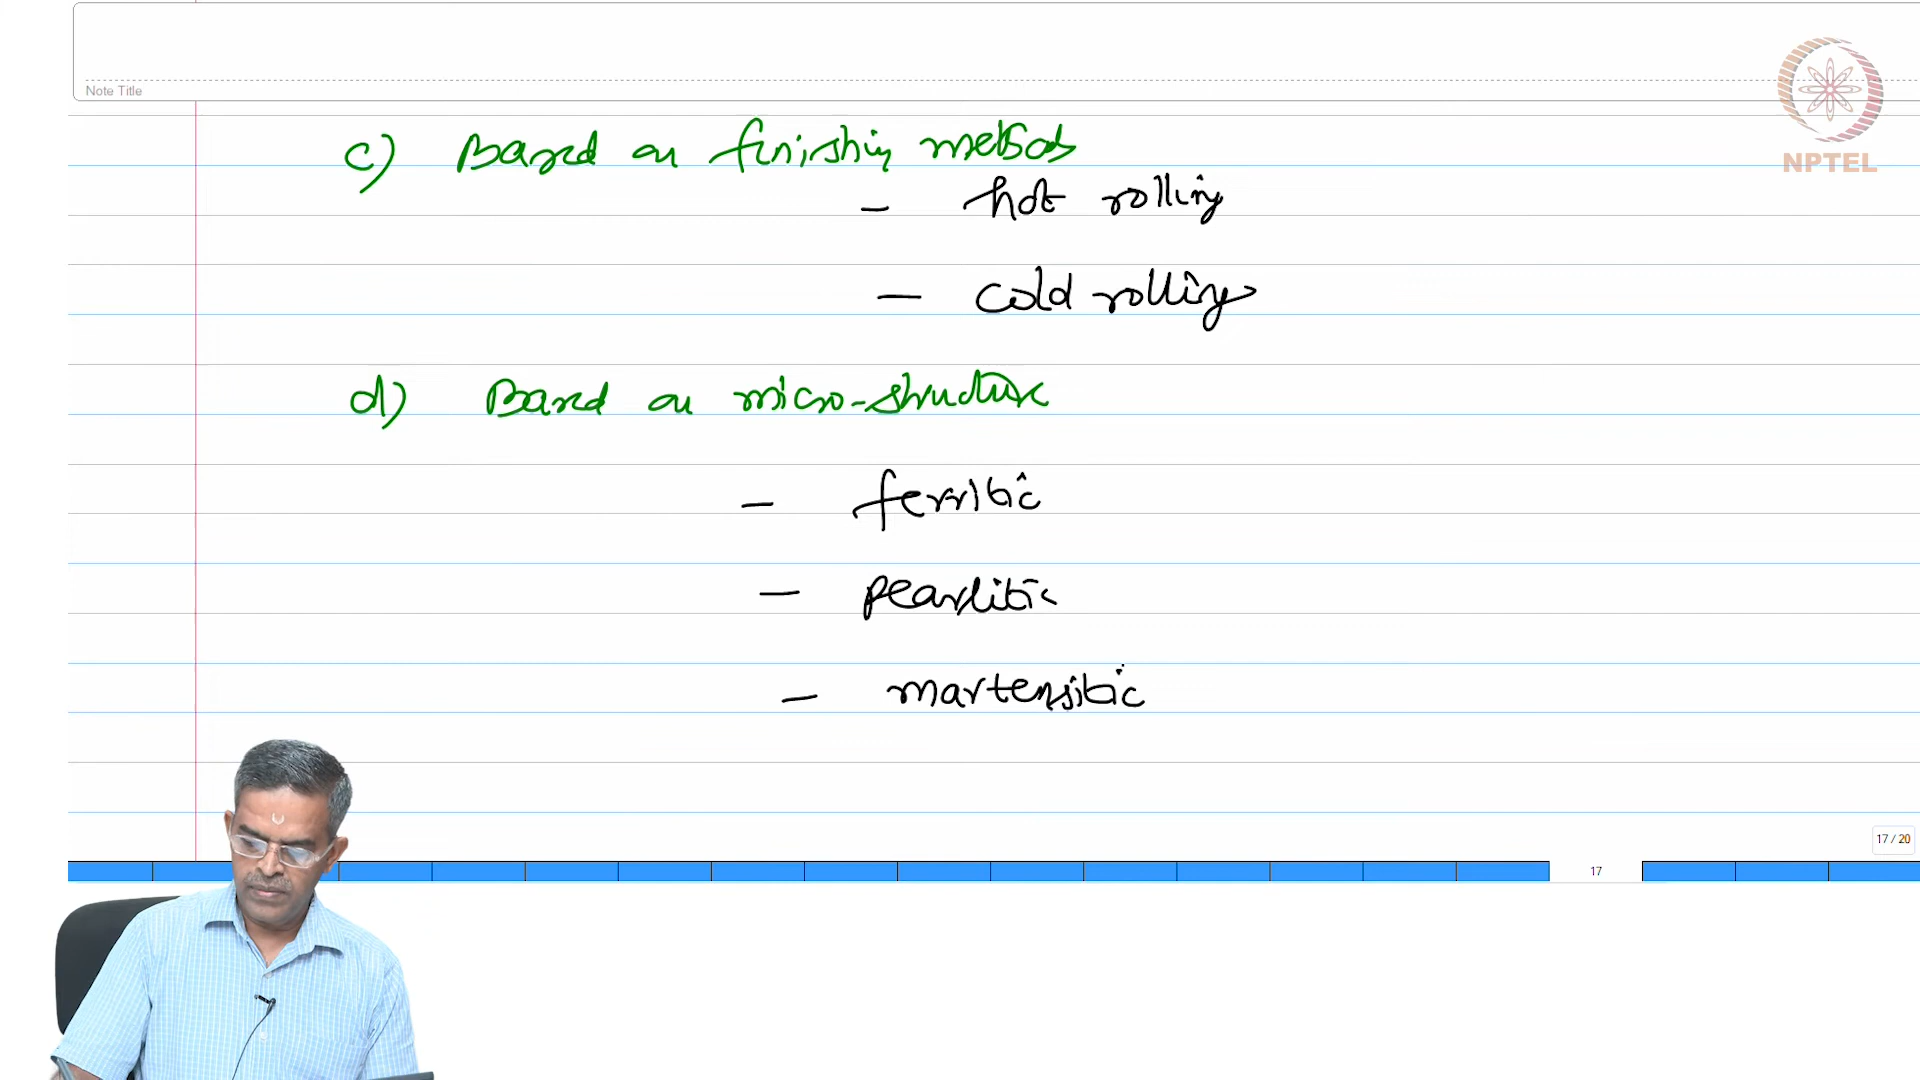 Note Title
NPTEL
c) Based on finishing methods
- hot rolling
- cold rolling
d) Based on micro-structure
- ferritic
- pearlitic
- martensitic
17 / 20
17